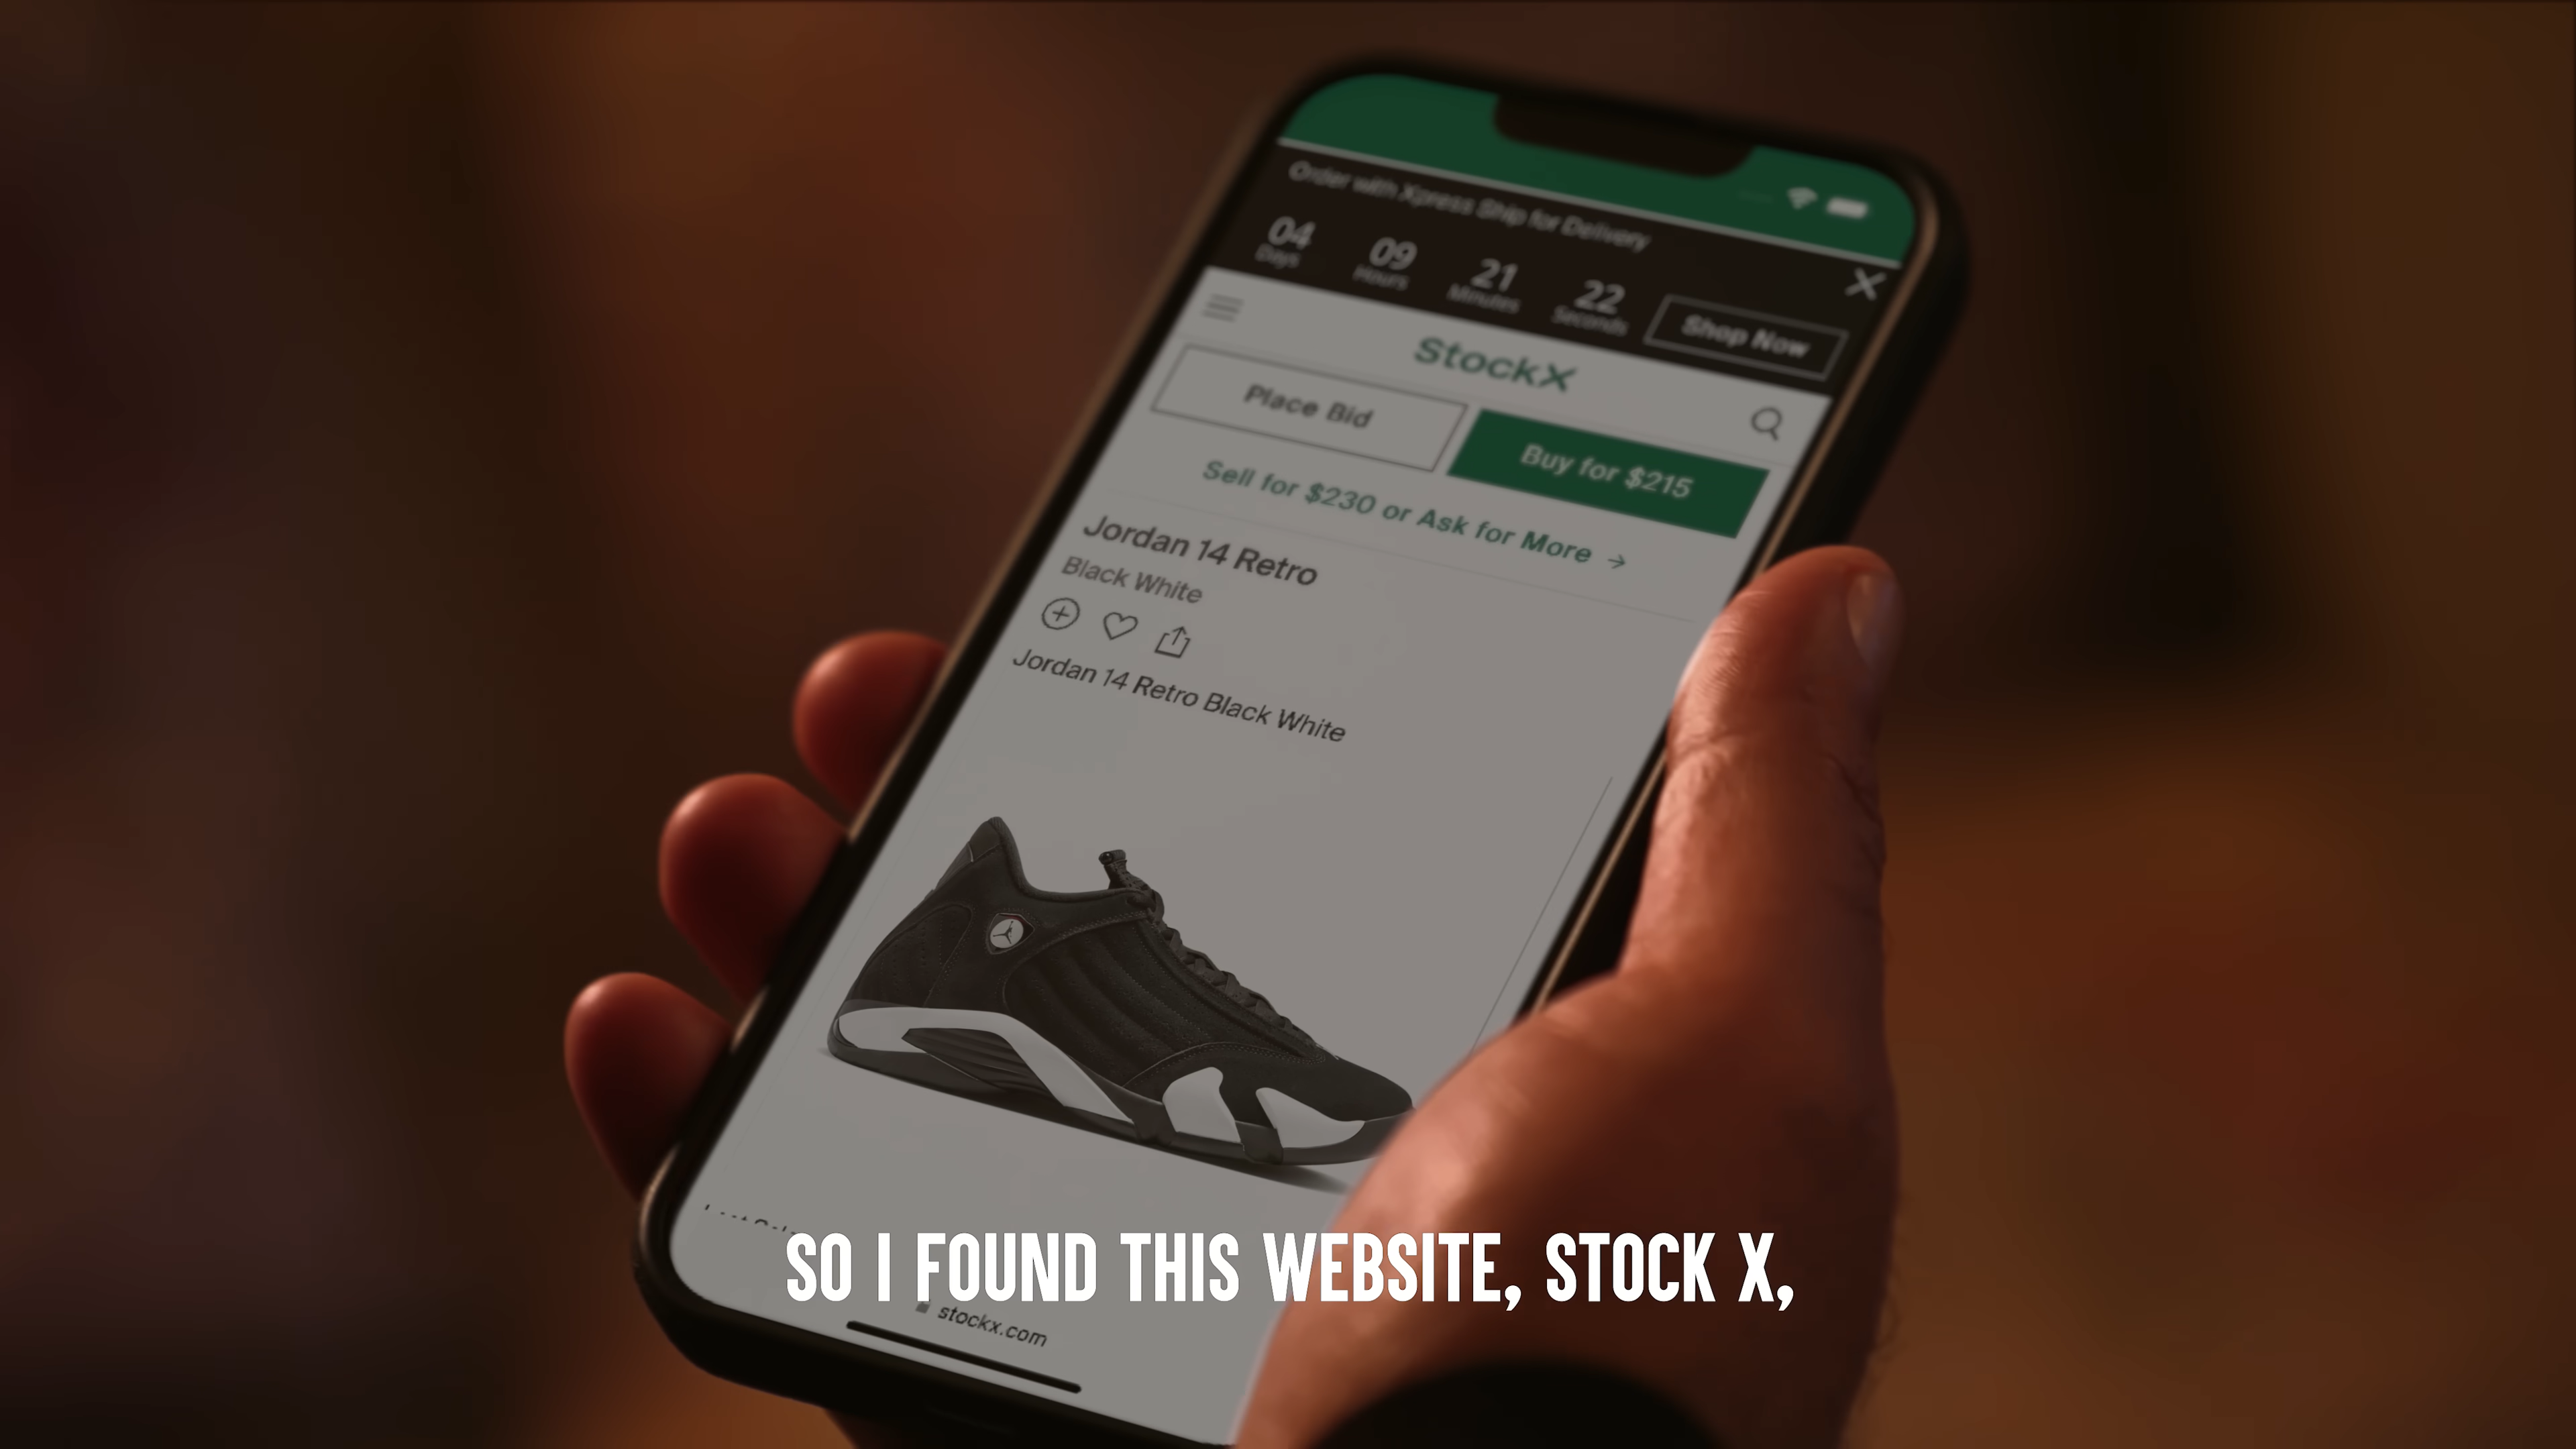 Order with Xpress Ship for Delivery
04 09 21 22
Days Hours Minutes Seconds
Shop Now
StockX
Place Bid
Buy for $215
Sell for $230 or Ask for More →
Jordan 14 Retro
Black White
Jordan 14 Retro Black White
SO I FOUND THIS WEBSITE, STOCK X,
stockx.com